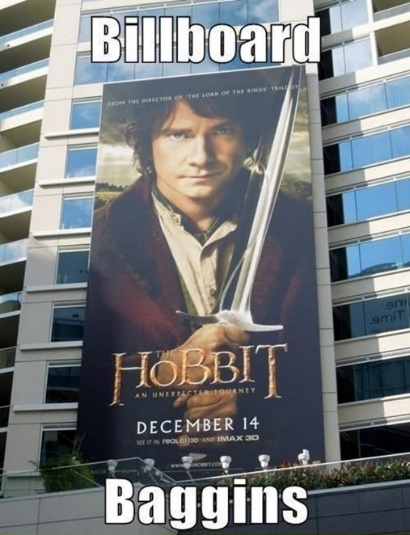 Billboard
FROM THE DIRECTOR OF "THE LORD OF THE RINGS" TRILOGY
THE
HOBBIT
AN UNEXPECTED JOURNEY
DECEMBER 14
SEE IT IN REALD 3D AND IMAX 3D
Time
Baggins